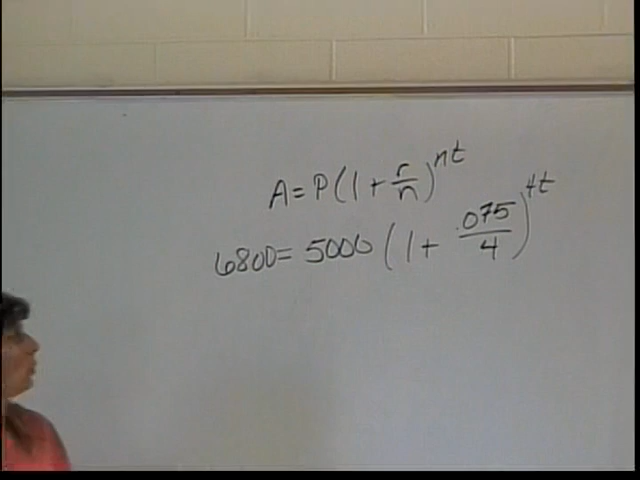 A = P(1 + r/n)^nt
6800 = 5000 (1 + .075/4)^4t